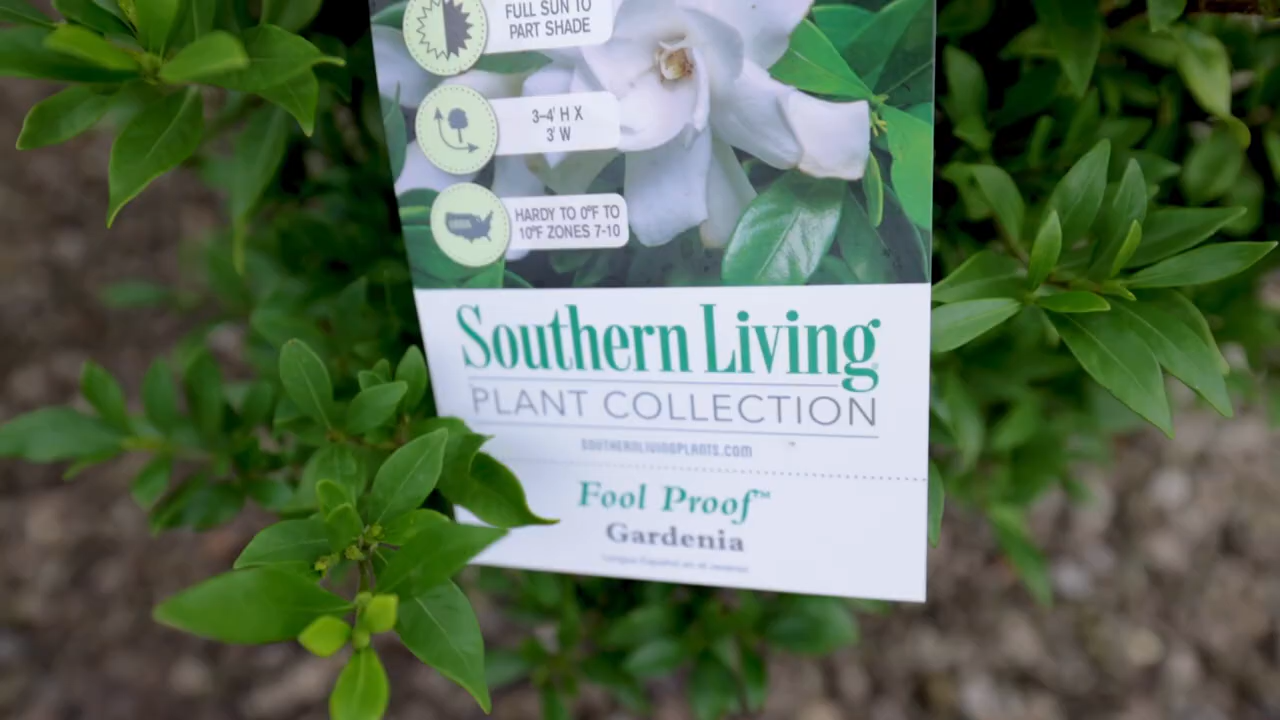 FULL SUN TO
PART SHADE
3-4' H X
3' W
HARDY TO 0°F TO
10°F ZONES 7-10
Southern Living
PLANT COLLECTION
SOUTHERNLIVINGPLANTS.COM
Fool Proof™
Gardenia